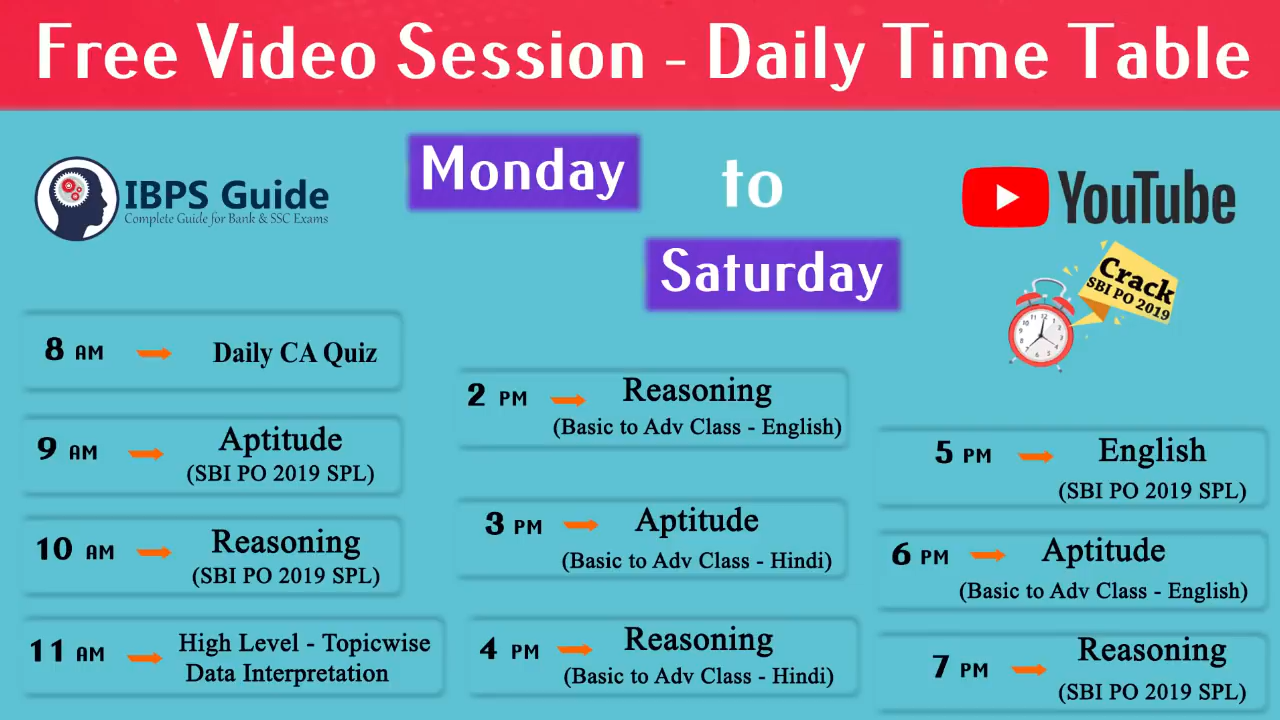 Free Video Session - Daily Time Table
IBPS Guide
Complete Guide for Bank & SSC Exams
Monday to
Saturday
YouTube
Crack
SBI PO 2019
8 AM Daily CA Quiz
9 AM Aptitude
(SBI PO 2019 SPL)
10 AM Reasoning
(SBI PO 2019 SPL)
11 AM High Level - Topicwise
Data Interpretation
2 PM Reasoning
(Basic to Adv Class - English)
3 PM Aptitude
(Basic to Adv Class - Hindi)
4 PM Reasoning
(Basic to Adv Class - Hindi)
5 PM English
(SBI PO 2019 SPL)
6 PM Aptitude
(Basic to Adv Class - English)
7 PM Reasoning
(SBI PO 2019 SPL)